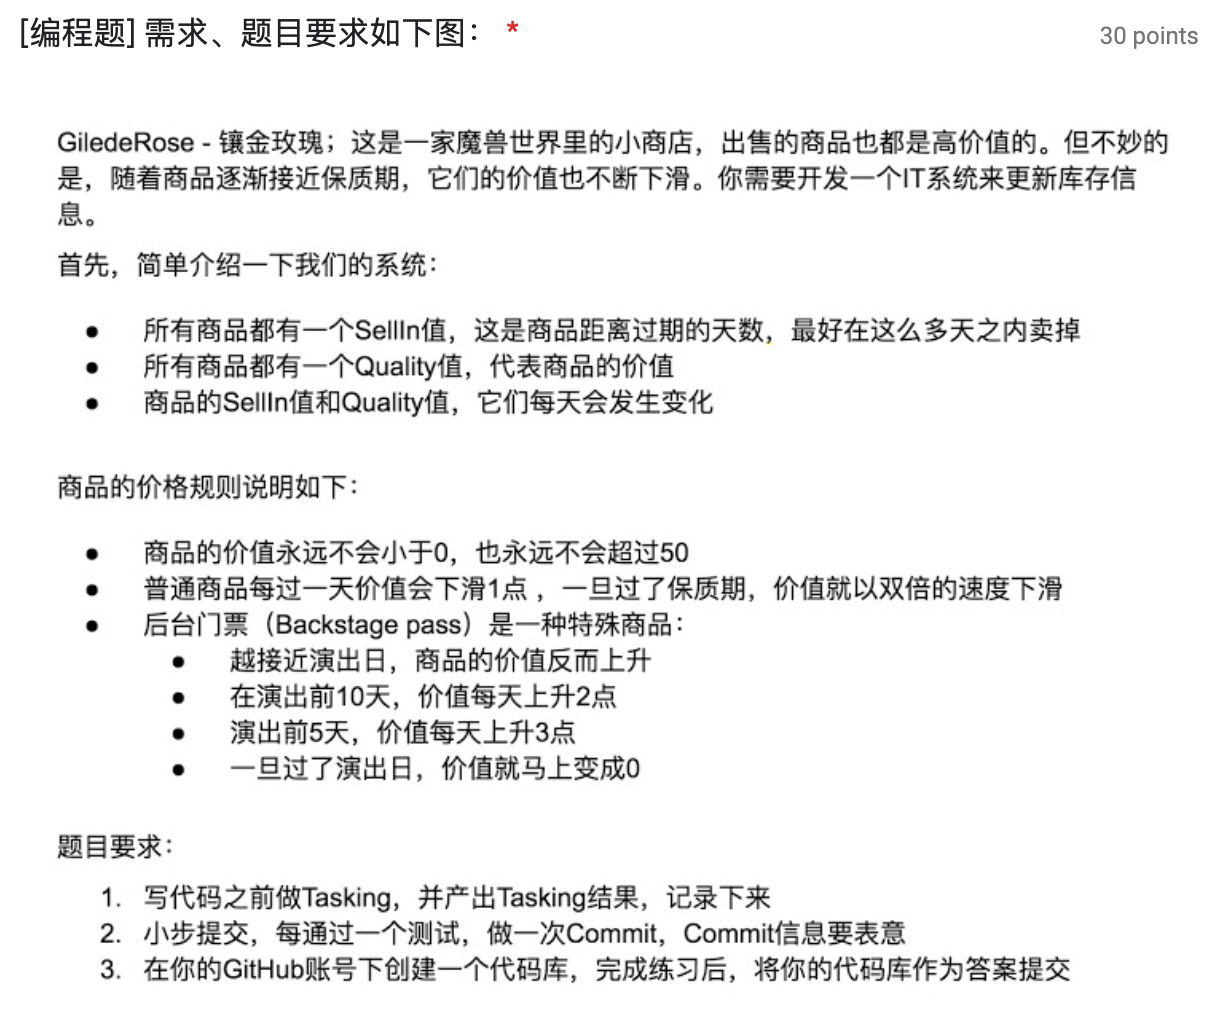 [编程题] 需求、题目要求如下图： *
30 points
GiledeRose - 镶金玫瑰；这是一家魔兽世界里的小商店，出售的商品也都是高价值的。但不妙的
是，随着商品逐渐接近保质期，它们的价值也不断下滑。你需要开发一个IT系统来更新库存信
息。
首先，简单介绍一下我们的系统：
● 所有商品都有一个SellIn值，这是商品距离过期的天数，最好在这么多天之内卖掉
● 所有商品都有一个Quality值，代表商品的价值
● 商品的SellIn值和Quality值，它们每天会发生变化
商品的价格规则说明如下：
● 商品的价值永远不会小于0，也永远不会超过50
● 普通商品每过一天价值会下滑1点 ，一旦过了保质期，价值就以双倍的速度下滑
● 后台门票（Backstage pass）是一种特殊商品：
● 越接近演出日，商品的价值反而上升
● 在演出前10天，价值每天上升2点
● 演出前5天，价值每天上升3点
● 一旦过了演出日，价值就马上变成0
题目要求：
1. 写代码之前做Tasking，并产出Tasking结果，记录下来
2. 小步提交，每通过一个测试，做一次Commit，Commit信息要表意
3. 在你的GitHub账号下创建一个代码库，完成练习后，将你的代码库作为答案提交